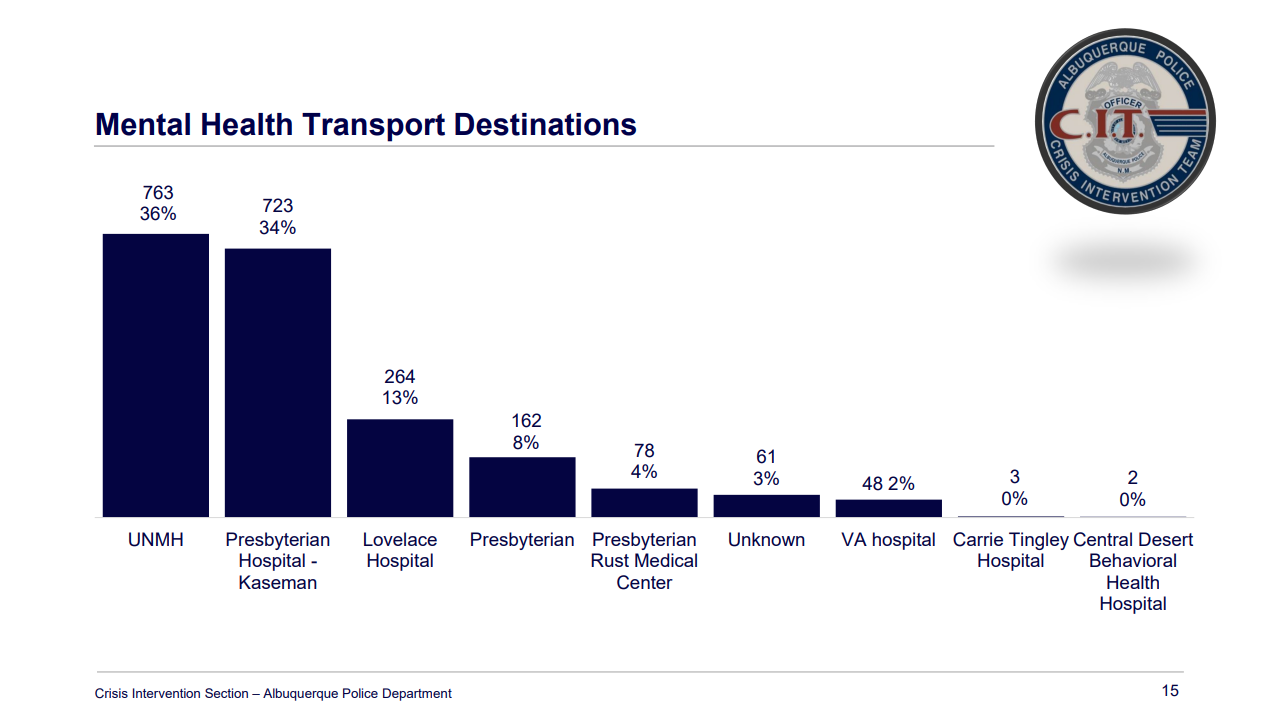 ALBUQUERQUE POLICE
OFFICER
C.I.T.
ALBUQUERQUE POLICE
N M
CRISIS INTERVENTION TEAM
Mental Health Transport Destinations
763
36%
723
34%
264
13%
162
8%
78
4%
61
3%
48 2%
3
0%
2
0%
UNMH
Presbyterian
Hospital -
Kaseman
Lovelace
Hospital
Presbyterian
Presbyterian
Rust Medical
Center
Unknown
VA hospital
Carrie Tingley
Hospital
Central Desert
Behavioral
Health
Hospital
Crisis Intervention Section – Albuquerque Police Department
15